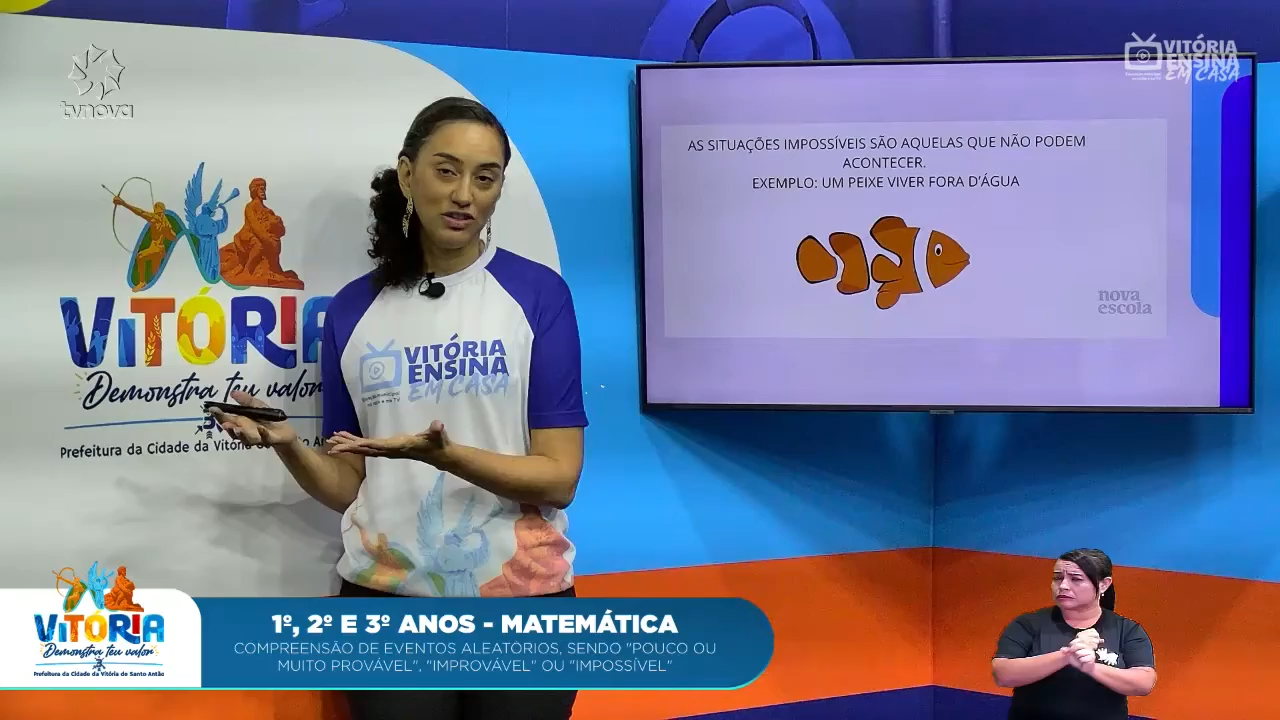 tvnova
VITÓRIA
ENSINA
EM CASA
AS SITUAÇÕES IMPOSSÍVEIS SÃO AQUELAS QUE NÃO PODEM
ACONTECER.
EXEMPLO: UM PEIXE VIVER FORA D'ÁGUA
nova
escola
VITÓRIA
Demonstra teu valor
Prefeitura da Cidade da Vitória
VITÓRIA
ENSINA
EM CASA
1º, 2º E 3º ANOS - MATEMÁTICA
COMPREENSÃO DE EVENTOS ALEATÓRIOS, SENDO "POUCO OU
MUITO PROVÁVEL", "IMPROVÁVEL" OU "IMPOSSÍVEL"
VITÓRIA
Demonstra teu valor
Prefeitura da Cidade da Vitória de Santo Antão